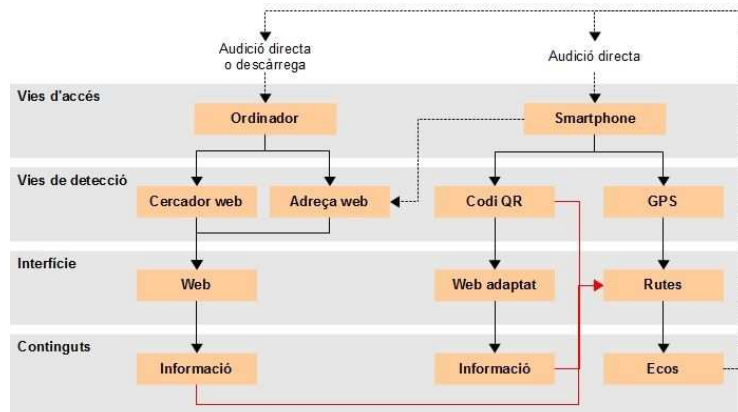 Audició directa
o descàrrega
Audició directa
Vies d'accés
Ordinador
Smartphone
Vies de detecció
Cercador web
Adreça web
Codi QR
GPS
Interfície
Web
Web adaptat
Rutes
Continguts
Informació
Informació
Ecos